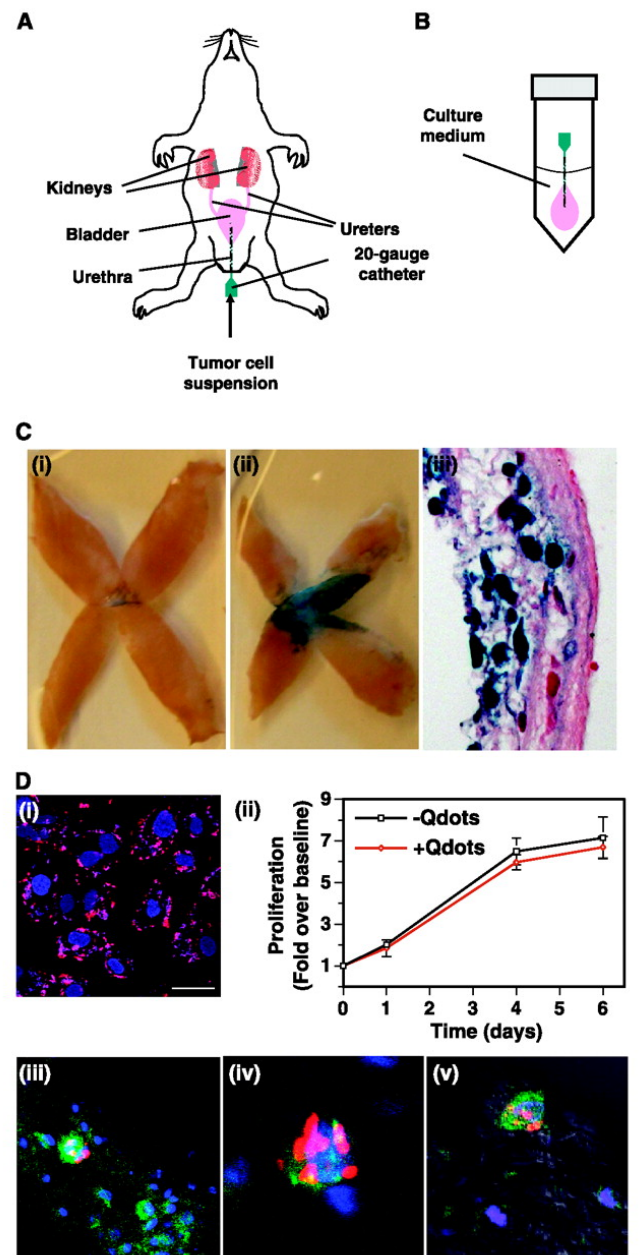 A
Kidneys
Bladder
Urethra
Ureters
20-gauge
catheter
Tumor cell
suspension
B
Culture
medium
C
(i)
(ii)
(iii)
D
(i)
(ii)
Proliferation
(Fold over baseline)
9
7
5
3
1
-Qdots
+Qdots
0 1 2 3 4 5 6
Time (days)
(iii)
(iv)
(v)